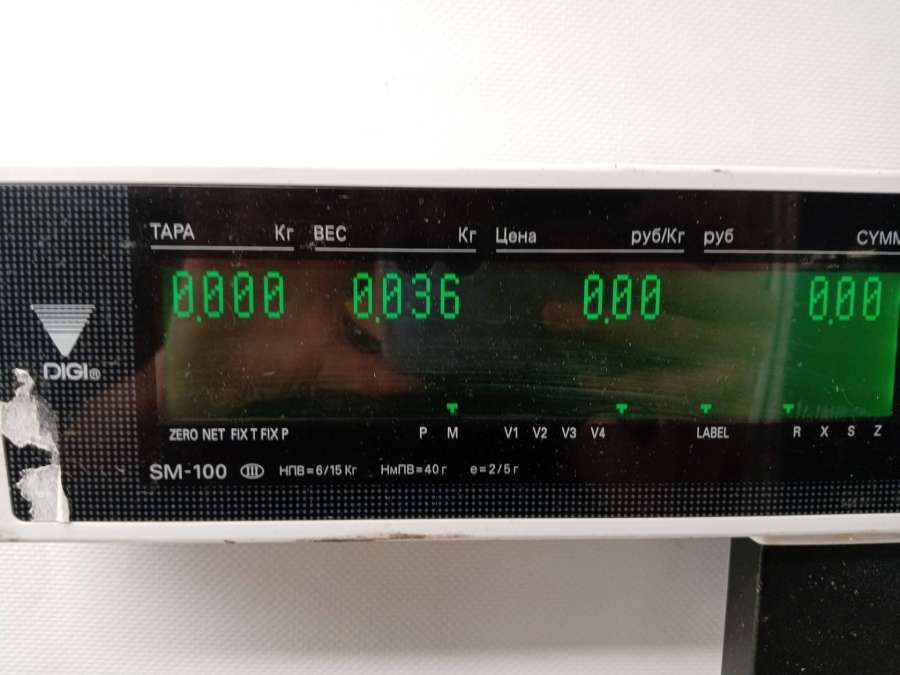 ТАРА Кг ВЕС Кг Цена руб/Кг руб СУММ
0.000 0.036 0.00 0.00
DIGI®
ZERO NET FIX T FIX P P M V1 V2 V3 V4 LABEL R X S Z
SM-100 III НПВ=6/15 Кг НмПВ=40 г е=2/5 г